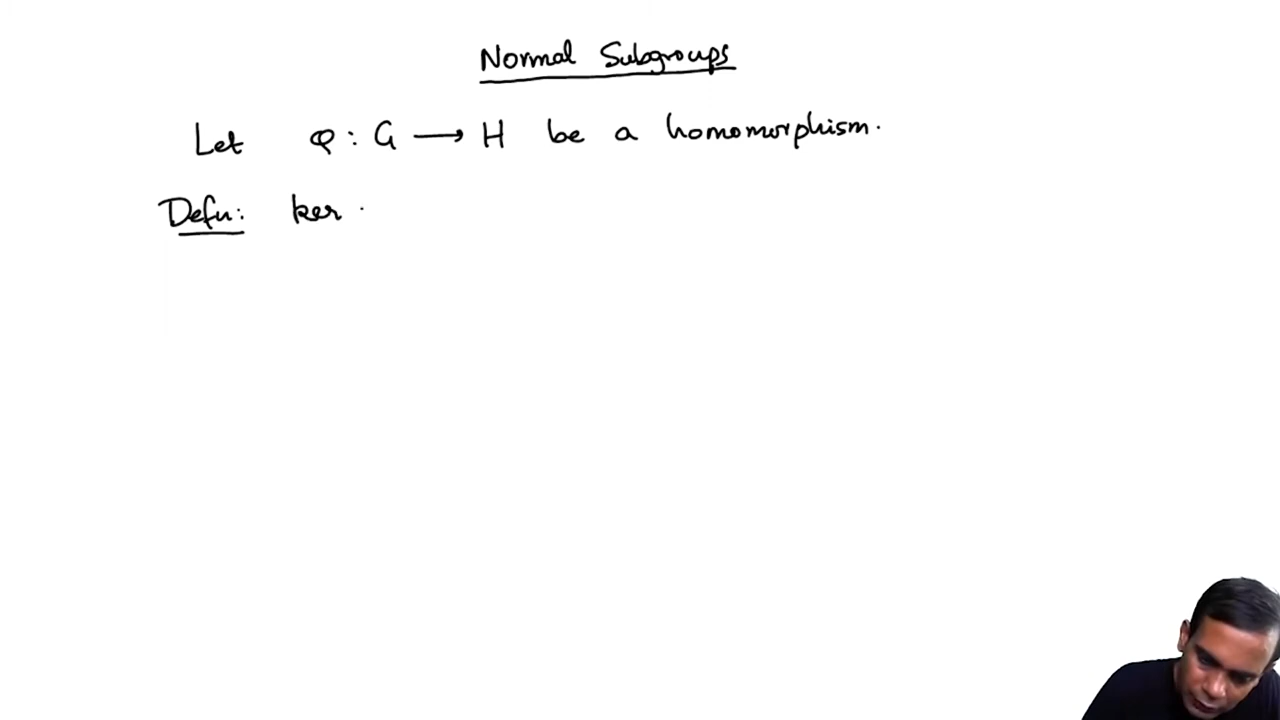 Normal Subgroups
Let φ : G ⟶ H be a homomorphism.
Defn: ker